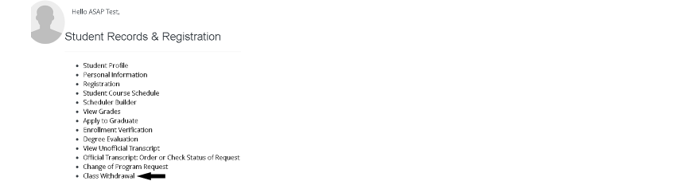 Hello ASAP Test,
Student Records & Registration
Student Profile
Personal Information
Registration
Student Course Schedule
Scheduler Builder
View Grades
Apply to Graduate
Enrollment Verification
Degree Evaluation
View Unofficial Transcript
Official Transcript: Order or Check Status of Request
Change of Program Request
Class Withdrawal